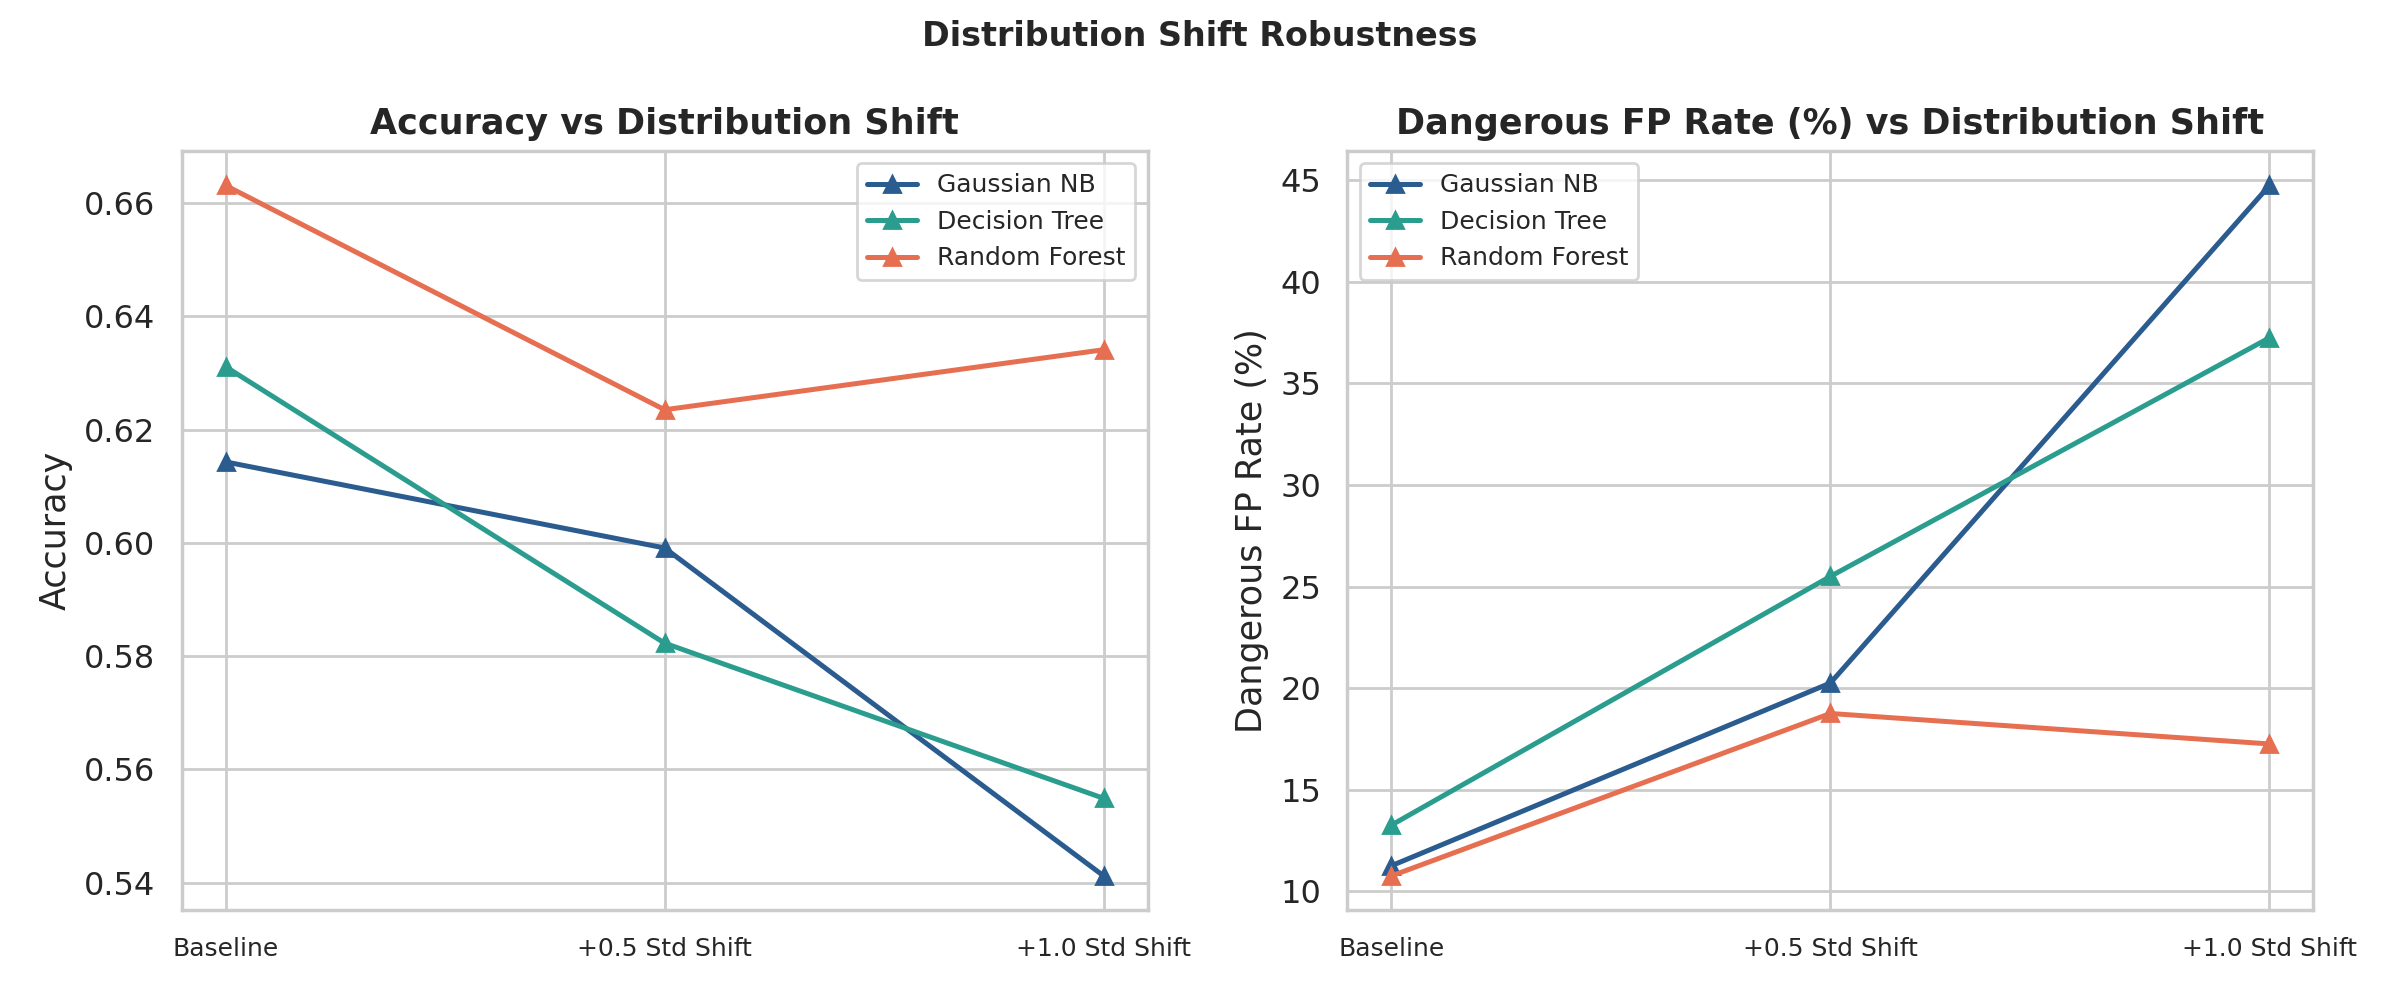 Distribution Shift Robustness
Accuracy vs Distribution Shift
Accuracy
0.66
0.64
0.62
0.60
0.58
0.56
0.54
Gaussian NB
Decision Tree
Random Forest
Baseline
+0.5 Std Shift
+1.0 Std Shift
Dangerous FP Rate (%) vs Distribution Shift
Dangerous FP Rate (%)
45
40
35
30
25
20
15
10
Gaussian NB
Decision Tree
Random Forest
Baseline
+0.5 Std Shift
+1.0 Std Shift